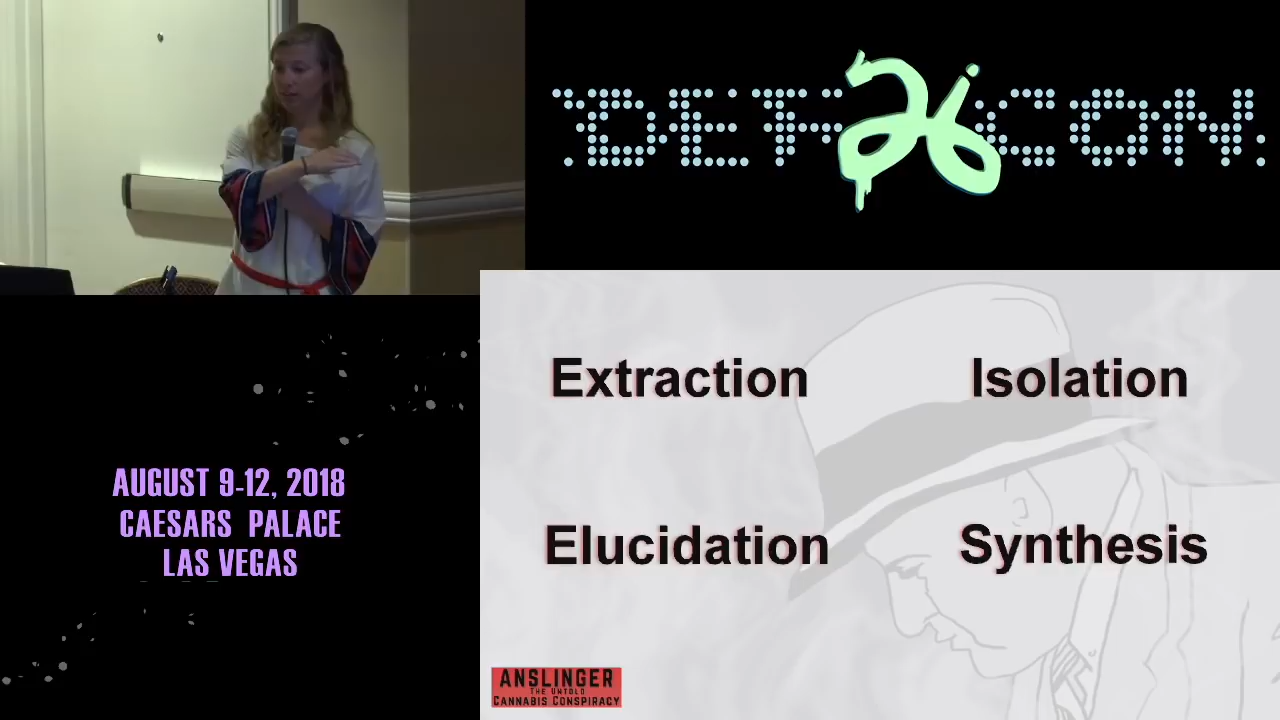 DEF 26 CON
Extraction
Isolation
Elucidation
Synthesis
AUGUST 9-12, 2018
CAESARS PALACE
LAS VEGAS
ANSLINGER
THE UNTOLD
CANNABIS CONSPIRACY